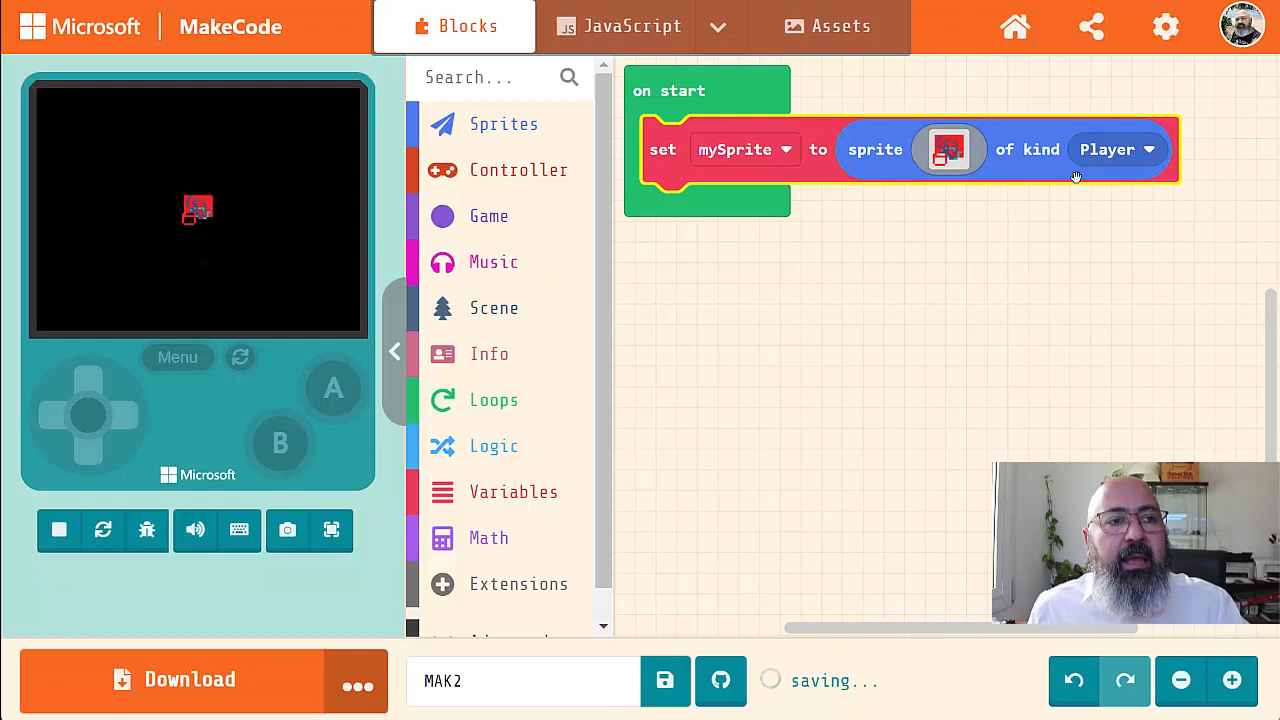 Microsoft
MakeCode
Blocks
JS JavaScript
Assets
Search...
Sprites
Controller
Game
Music
Scene
Info
Loops
Logic
Variables
Math
Extensions
on start
set mySprite to sprite of kind Player
Menu
A
B
Microsoft
Download
MAK2
saving...